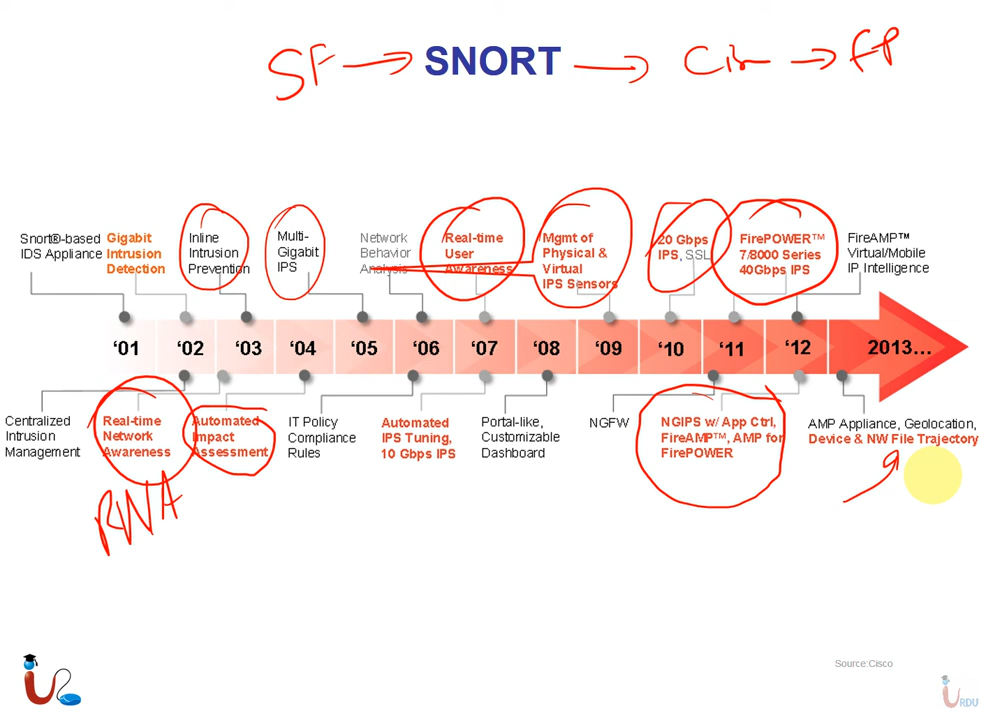 SF → SNORT → Cis → FP
Snort®-based
IDS Appliance
Gigabit
Intrusion
Detection
Inline
Intrusion
Prevention
Multi-
Gigabit
IPS
Network
Behavior
Analysis
Real-time
User
Awareness
Mgmt of
Physical &
Virtual
IPS Sensors
20 Gbps
IPS, SSL
FirePOWER™
7/8000 Series
40Gbps IPS
FireAMP™
Virtual/Mobile
IP, Intelligence
‘01 ‘02 ‘03 ‘04 ‘05 ‘06 ‘07 ‘08 ‘09 ‘10 ‘11 ‘12 2013...
Centralized
Intrusion
Management
Real-time
Network
Awareness
Automated
Impact
Assessment
IT Policy
Compliance
Rules
Automated
IPS Tuning,
10 Gbps IPS
Portal-like,
Customizable
Dashboard
NGFW
NGIPS w/ App Ctrl,
FireAMP™, AMP for
FirePOWER
AMP Appliance, Geolocation,
Device & NW File Trajectory
RNA
Source:Cisco
URDU